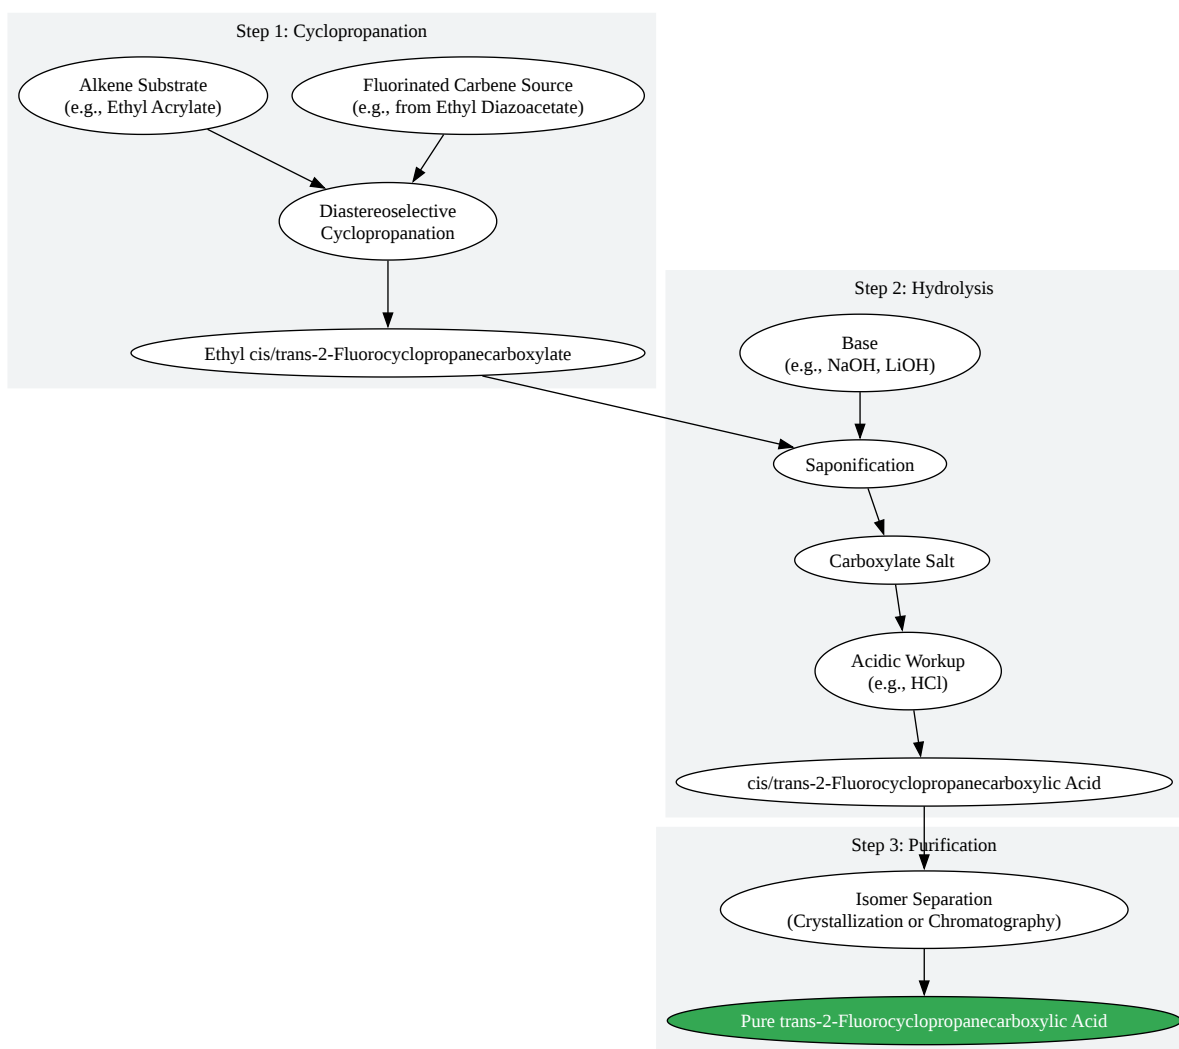 Step 1: Cyclopropanation
Alkene Substrate
(e.g., Ethyl Acrylate)
Fluorinated Carbene Source
(e.g., from Ethyl Diazoacetate)
Diastereoselective
Cyclopropanation
Ethyl cis/trans-2-Fluorocyclopropanecarboxylate
Step 2: Hydrolysis
Base
(e.g., NaOH, LiOH)
Saponification
Carboxylate Salt
Acidic Workup
(e.g., HCl)
cis/trans-2-Fluorocyclopropanecarboxylic Acid
Step 3: Purification
Isomer Separation
(Crystallization or Chromatography)
Pure trans-2-Fluorocyclopropanecarboxylic Acid